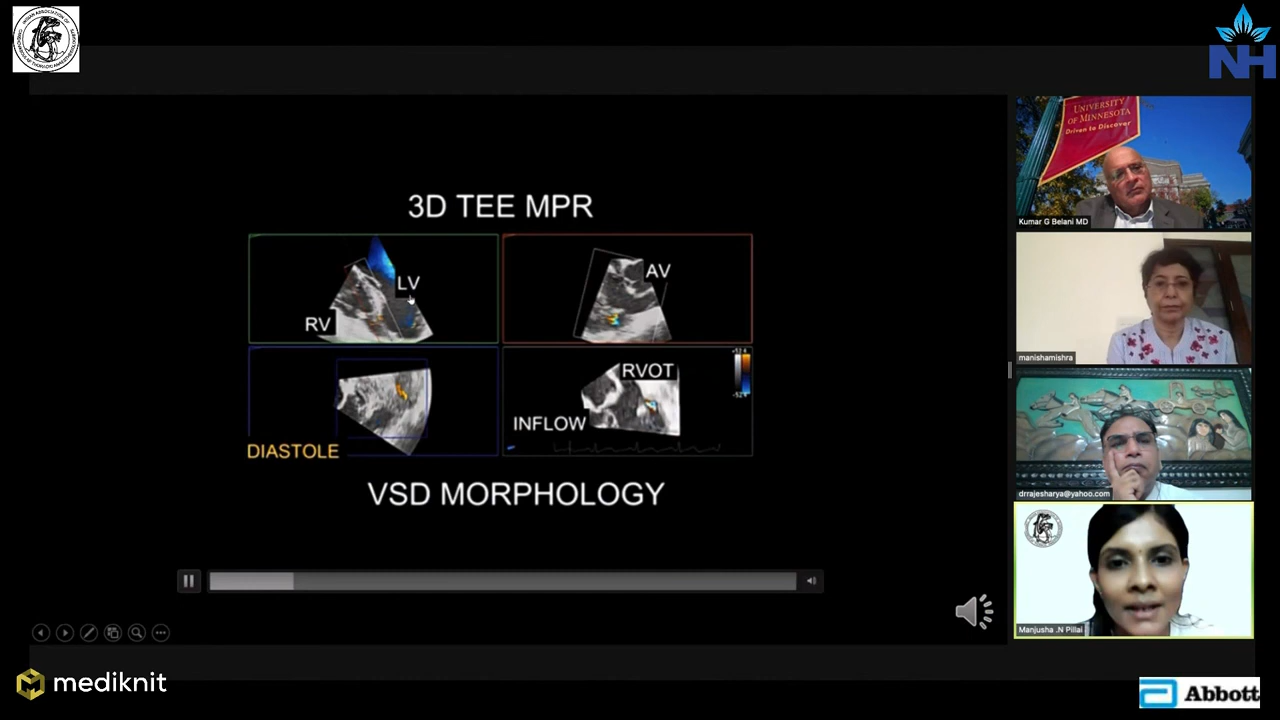 NH
UNIVERSITY
OF MINNESOTA
Driven to Discover
Kumar G Belani MD
3D TEE MPR
LV
RV
AV
manishamishra
RVOT
INFLOW
DIASTOLE
VSD MORPHOLOGY
drrajesharya@yahoo.com
Manjusha .N Pillai
mediknit
Abbott